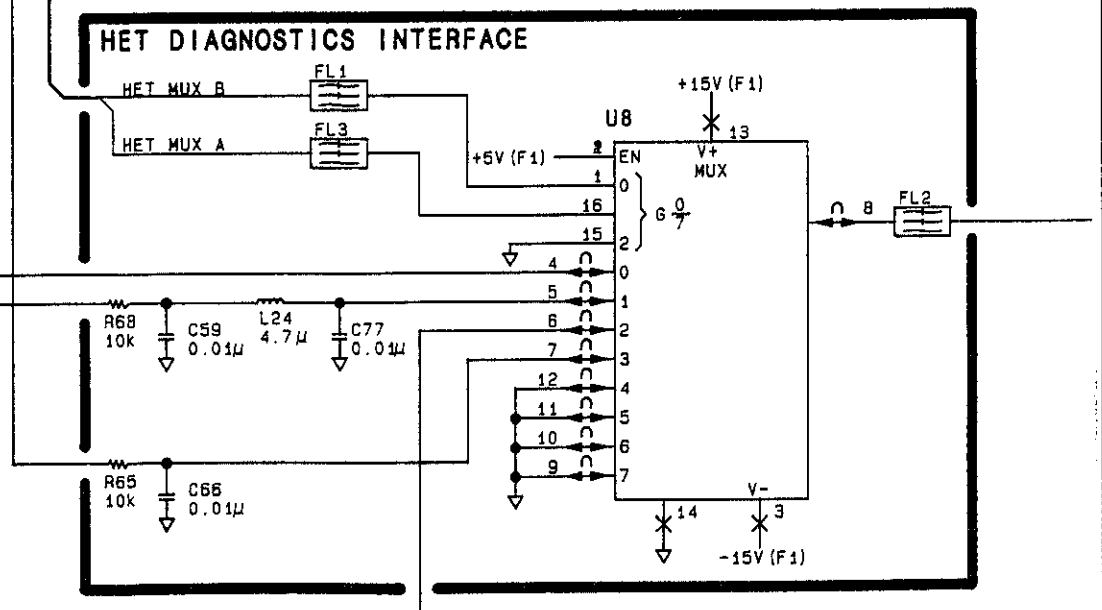 HET DIAGNOSTICS INTERFACE
HET MUX B
FL1
HET MUX A
FL3
+15V(F1)
U8
13
V+
MUX
+5V(F1)
EN
1
0
16
G 0/7
15
2
8
FL2
4
0
5
1
6
2
7
3
12
4
11
5
10
6
9
7
R68
10k
C59
0.01μ
L24
4.7μ
C77
0.01μ
R65
10k
C66
0.01μ
V-
14
3
-15V(F1)